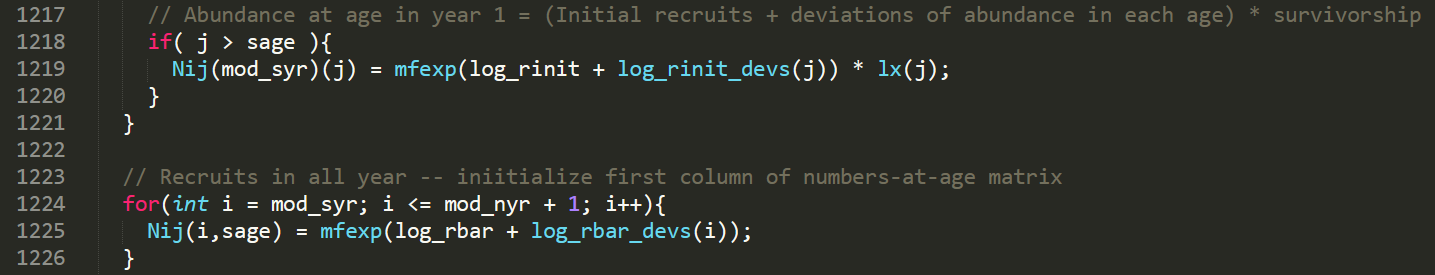 1217 // Abundance at age in year 1 = (Initial recruits + deviations of abundance in each age) * survivorship
1218 if( j > sage ){
1219 Nij(mod_syr)(j) = mfexp(log_rinit + log_rinit_devs(j)) * lx(j);
1220 }
1221 }
1222
1223 // Recruits in all year -- iniitialize first column of numbers-at-age matrix
1224 for(int i = mod_syr; i <= mod_nyr + 1; i++){
1225 Nij(i,sage) = mfexp(log_rbar + log_rbar_devs(i));
1226 }